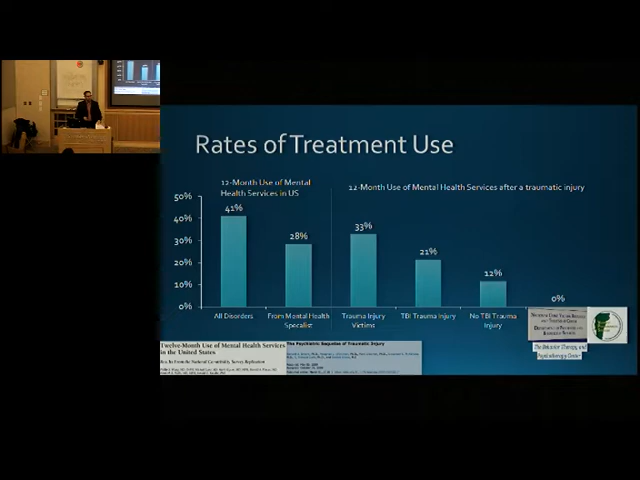 Rates of Treatment Use
12-Month Use of Mental
Health Services in US
12-Month Use of Mental Health Services after a traumatic injury
50%
40%
30%
20%
10%
0%
41%
28%
33%
21%
12%
0%
All Disorders
From Mental Health
Specialist
Trauma Injury
Victims
TBI Trauma Injury
No TBI Trauma
Injury
Twelve-Month Use of Mental Health Services
in the United States
The Psychiatric Sequelae of Traumatic Injury
The Behavior Therapy and
Psychotherapy Center